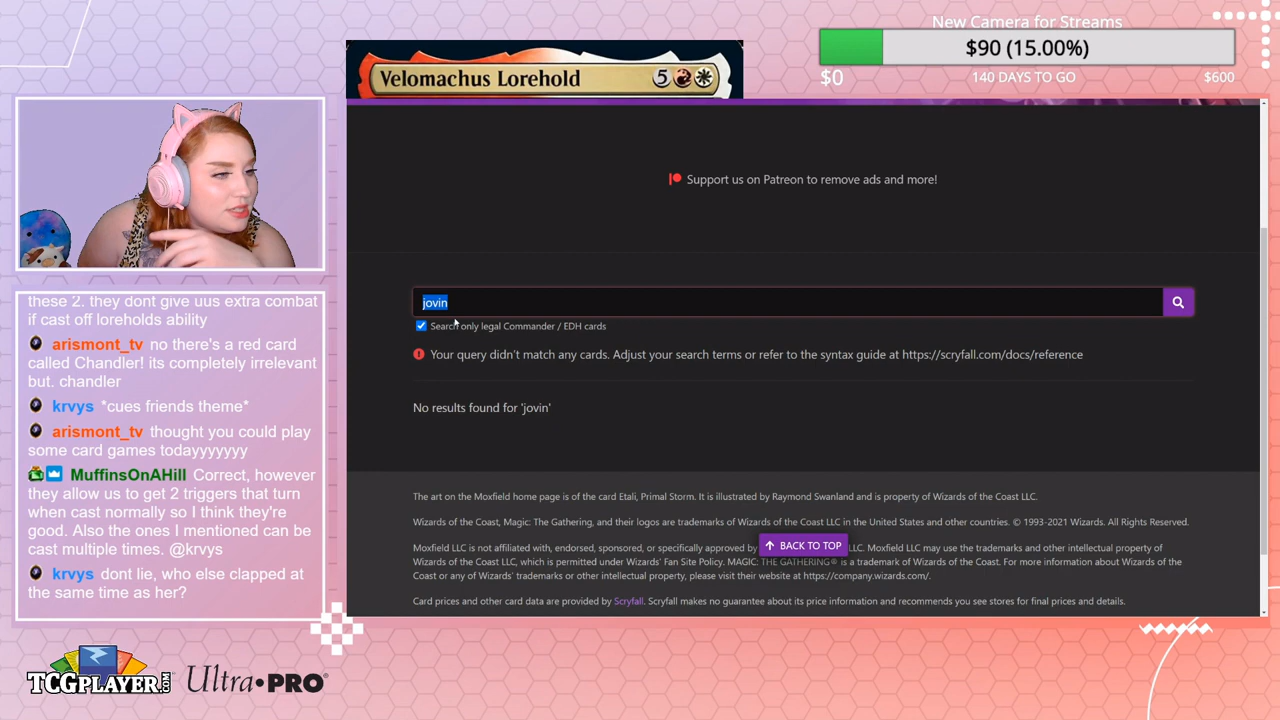 New Camera for Streams
$90 (15.00%)
$0
140 DAYS TO GO
$600
Velomachus Lorehold
5
Support us on Patreon to remove ads and more!
jovin
Search only legal Commander / EDH cards
Your query didn't match any cards. Adjust your search terms or refer to the syntax guide at https://scryfall.com/docs/reference
No results found for 'jovin'
The art on the Moxfield home page is of the card Etali, Primal Storm. It is illustrated by Raymond Swanland and is property of Wizards of the Coast LLC.
Wizards of the Coast, Magic: The Gathering, and their logos are trademarks of Wizards of the Coast LLC in the United States and other countries. © 1993-2021 Wizards. All Rights Reserved.
Moxfield LLC is not affiliated with, endorsed, sponsored, or specifically approved by LLC. Moxfield LLC may use the trademarks and other intellectual property of
Wizards of the Coast LLC, which is permitted under Wizards' Fan Site Policy. MAGIC: THE GATHERING® is a trademark of Wizards of the Coast. For more information about Wizards of the
Coast or any of Wizards' trademarks or other intellectual property, please visit their website at https://company.wizards.com/.
BACK TO TOP
Card prices and other card data are provided by Scryfall. Scryfall makes no guarantee about its price information and recommends you see stores for final prices and details.
these 2. they dont give uus extra combat
if cast off loreholds ability
arismont_tv no there's a red card
called Chandler! its completely irrelevant
but. chandler
krvys *cues friends theme*
arismont_tv thought you could play
some card games todayyyyyyy
MuffinsOnAHill Correct, however
they allow us to get 2 triggers that turn
when cast normally so I think they're
good. Also the ones I mentioned can be
cast multiple times. @krvys
krvys dont lie, who else clapped at
the same time as her?
TCGPLAYER.COM
Ultra•PRO